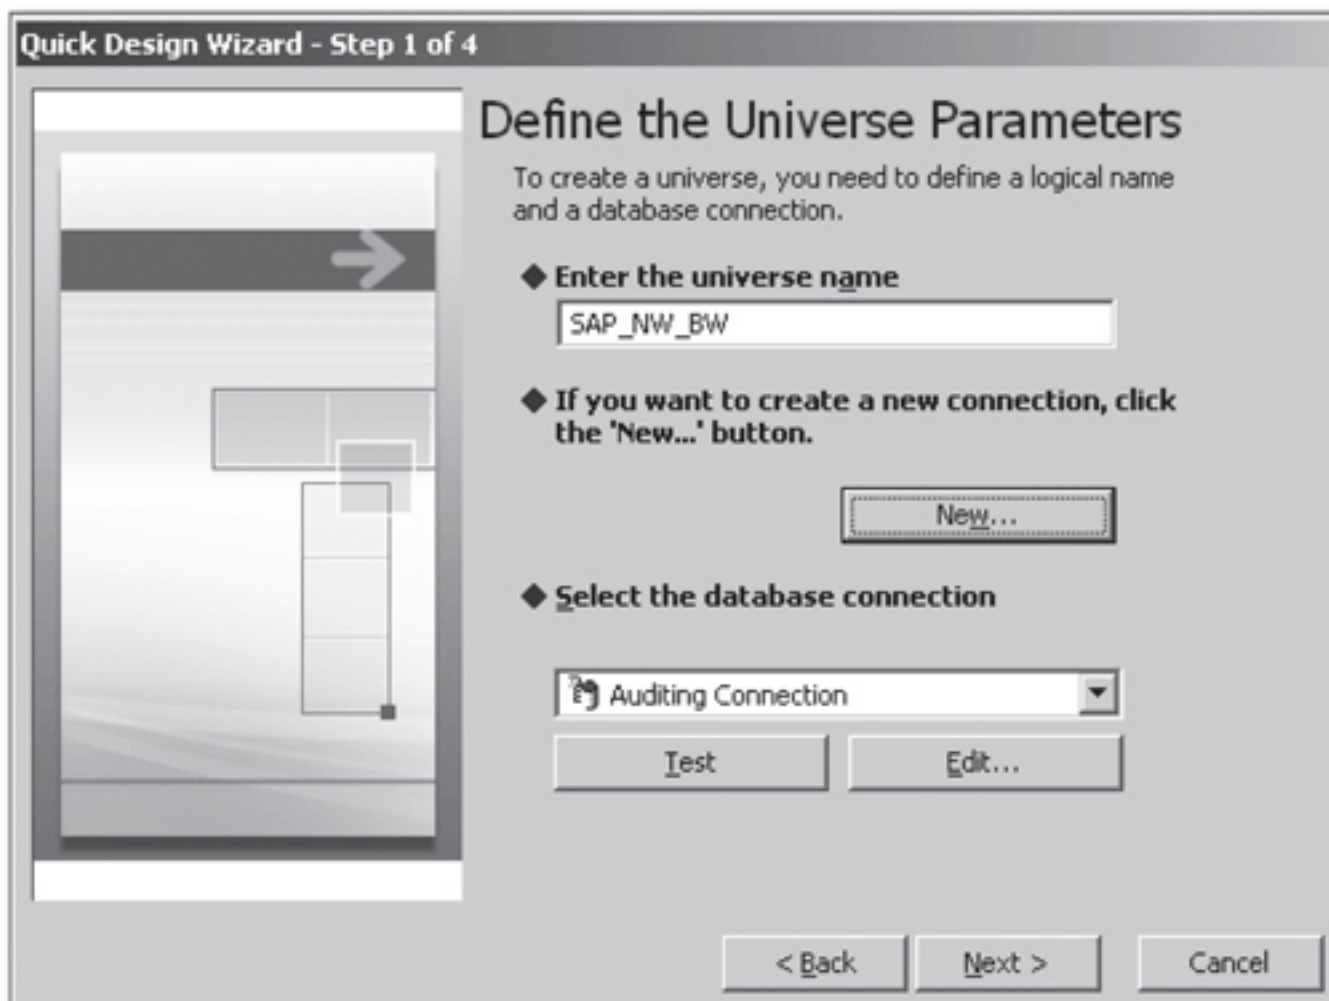 Quick Design Wizard - Step 1 of 4
Define the Universe Parameters
To create a universe, you need to define a logical name
and a database connection.
Enter the universe name
SAP_NW_BW
If you want to create a new connection, click
the 'New...' button.
New...
Select the database connection
Auditing Connection
Test
Edit...
< Back
Next >
Cancel